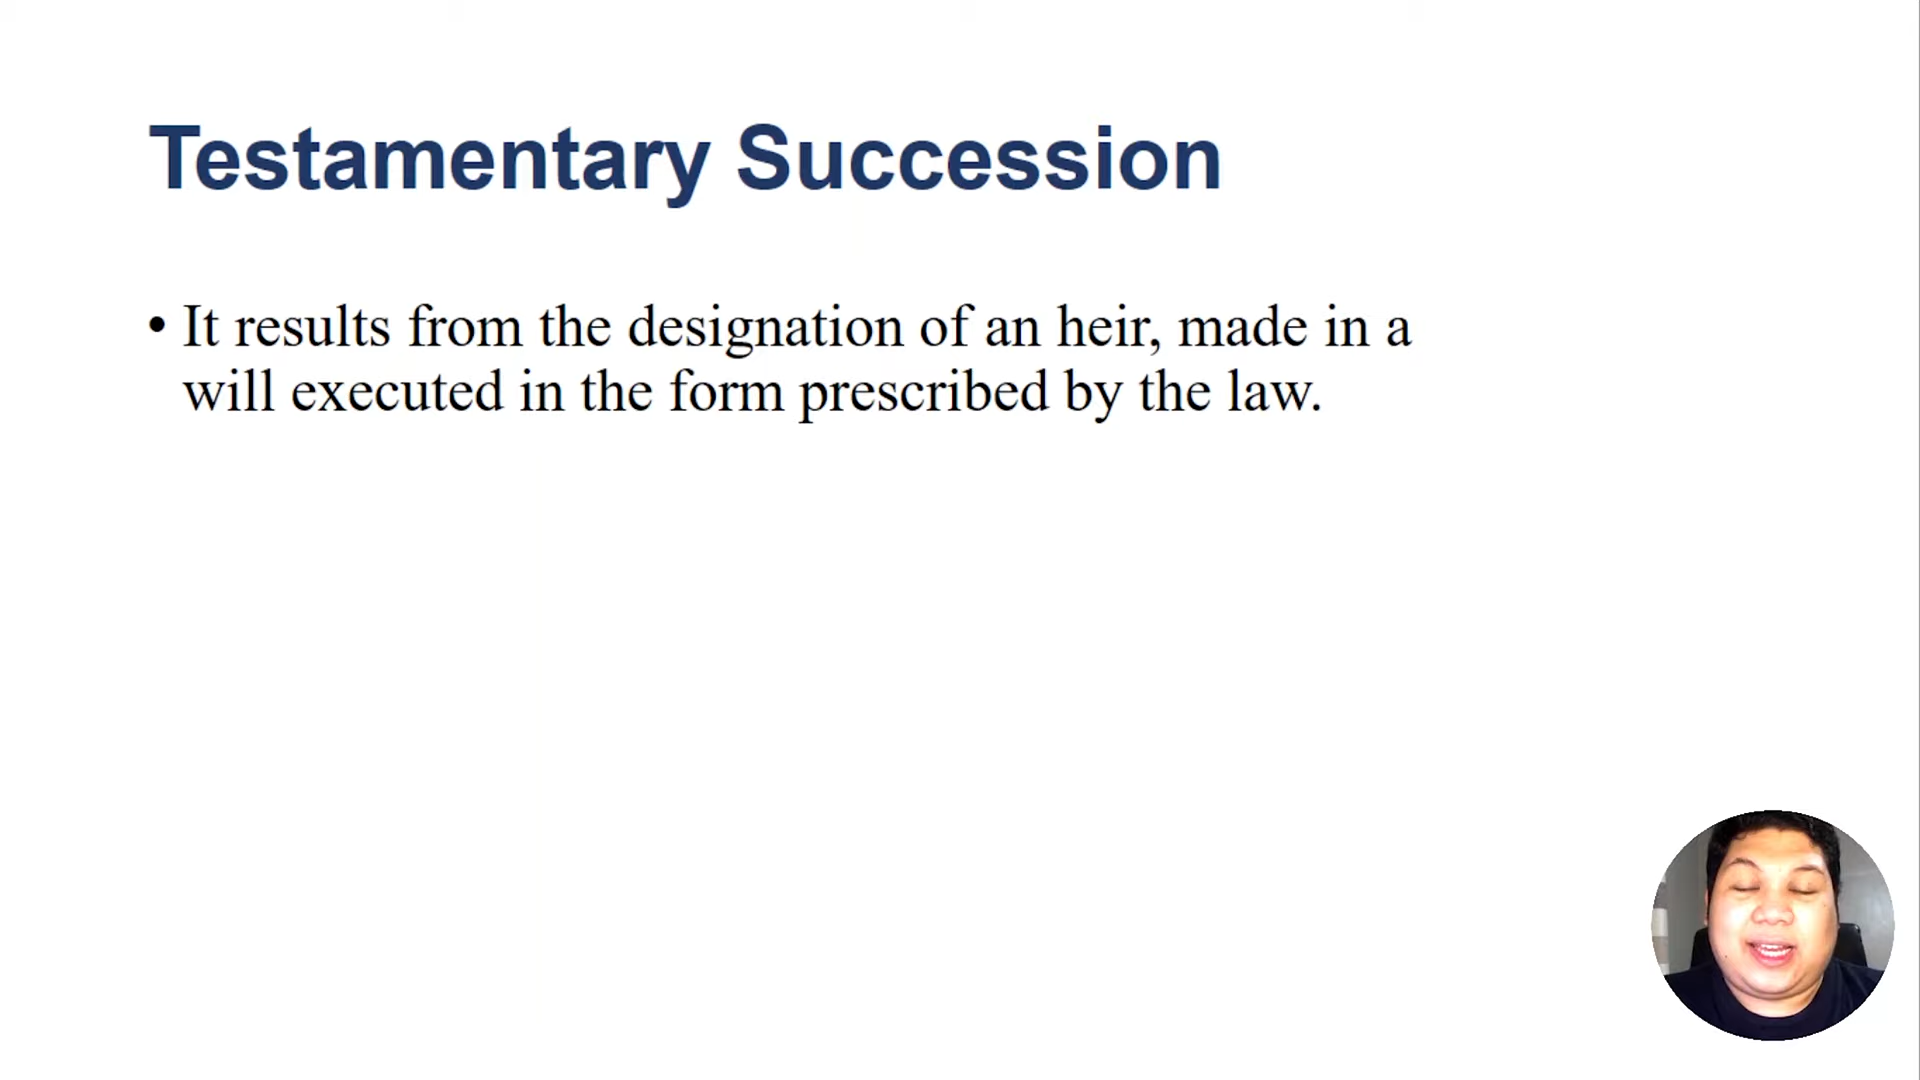 Testamentary Succession
• It results from the designation of an heir, made in a
will executed in the form prescribed by the law.